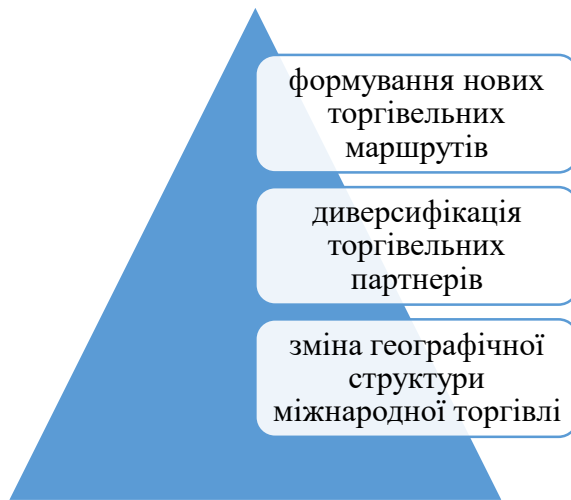 формування нових
торгівельних
маршрутів
диверсифікація
торгівельних
партнерів
зміна географічної
структури
міжнародної торгівлі